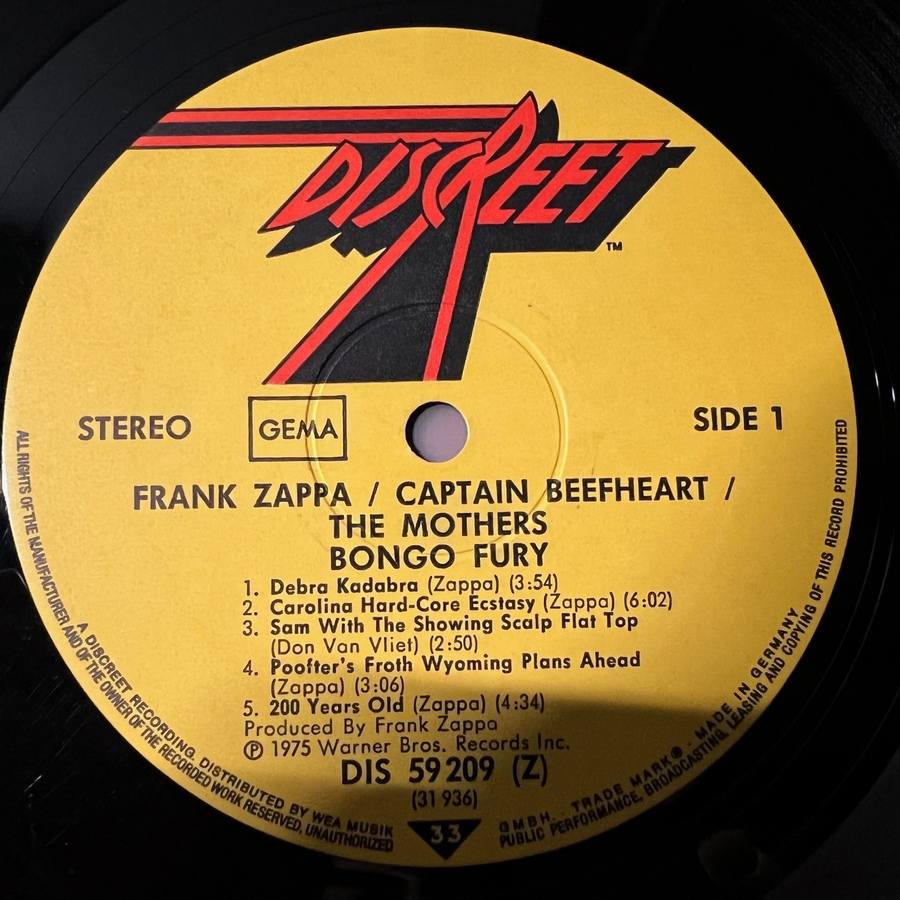 DISCREET
TM
STEREO
GEMA
SIDE 1
FRANK ZAPPA / CAPTAIN BEEFHEART /
THE MOTHERS
BONGO FURY
1. Debra Kadabra (Zappa) (3:54)
2. Carolina Hard-Core Ecstasy (Zappa) (6:02)
3. Sam With The Showing Scalp Flat Top
(Don Van Vliet) (2:50)
4. Poofter's Froth Wyoming Plans Ahead
(Zappa) (3:06)
5. 200 Years Old (Zappa) (4:34)
Produced By Frank Zappa
Ⓟ 1975 Warner Bros. Records Inc.
DIS 59 209 (Z)
(31 936)
33
A DISCREET RECORDING. DISTRIBUTED BY WEA MUSIK GMBH. · TRADE MARK®. MADE IN GERMANY
ALL RIGHTS OF THE MANUFACTURER AND OF THE OWNER OF THE RECORDED WORK RESERVED, UNAUTHORIZED PUBLIC PERFORMANCE, BROADCASTING, LEASING AND COPYING OF THIS RECORD PROHIBITED